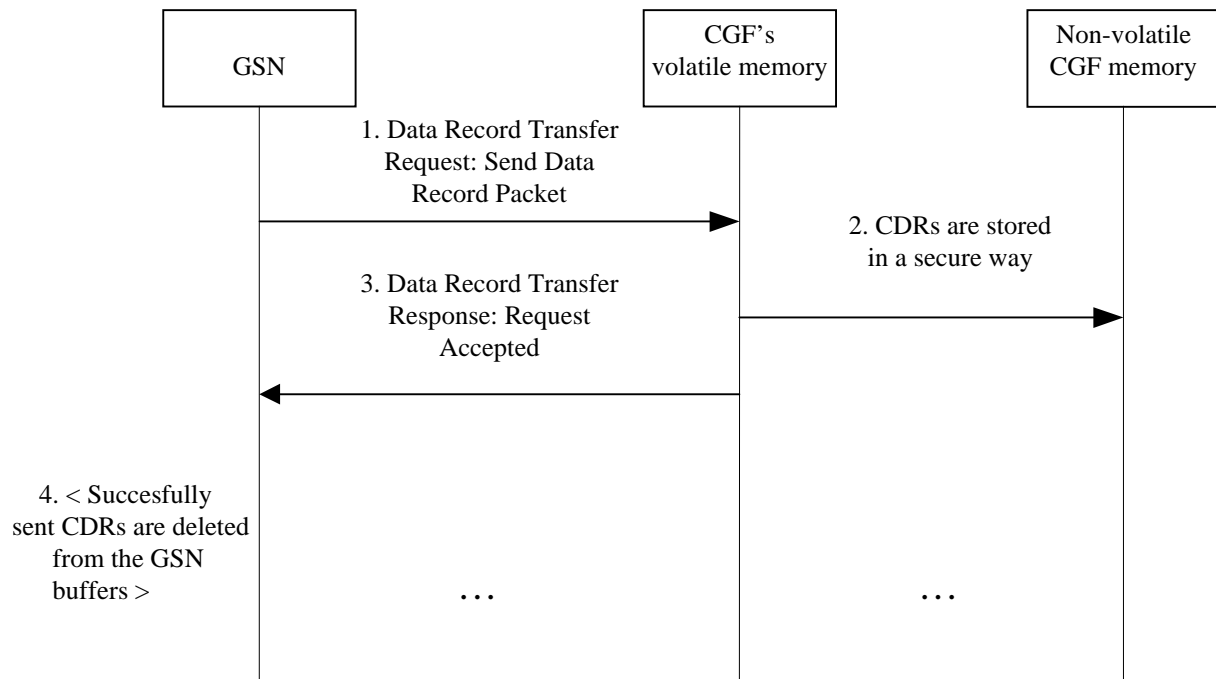 GSN
CGF’s
volatile memory
Non-volatile
CGF memory
1. Data Record Transfer
Request: Send Data
Record Packet
2. CDRs are stored
in a secure way
3. Data Record Transfer
Response: Request
Accepted
4. < Succesfully
sent CDRs are deleted
from the GSN
buffers >
...
...